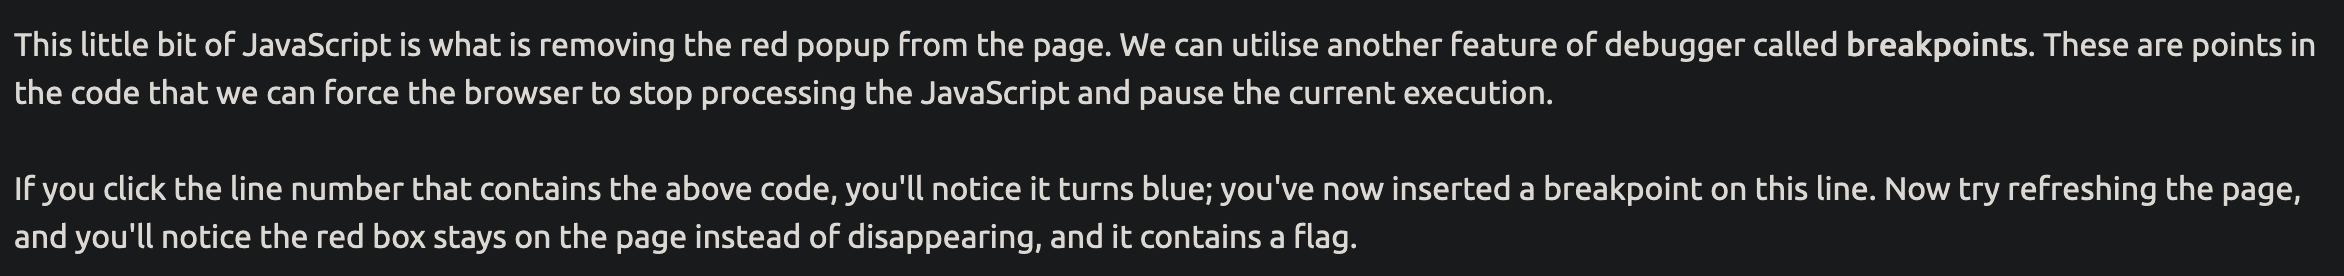 This little bit of JavaScript is what is removing the red popup from the page. We can utilise another feature of debugger called breakpoints. These are points in
the code that we can force the browser to stop processing the JavaScript and pause the current execution.
If you click the line number that contains the above code, you'll notice it turns blue; you've now inserted a breakpoint on this line. Now try refreshing the page,
and you'll notice the red box stays on the page instead of disappearing, and it contains a flag.